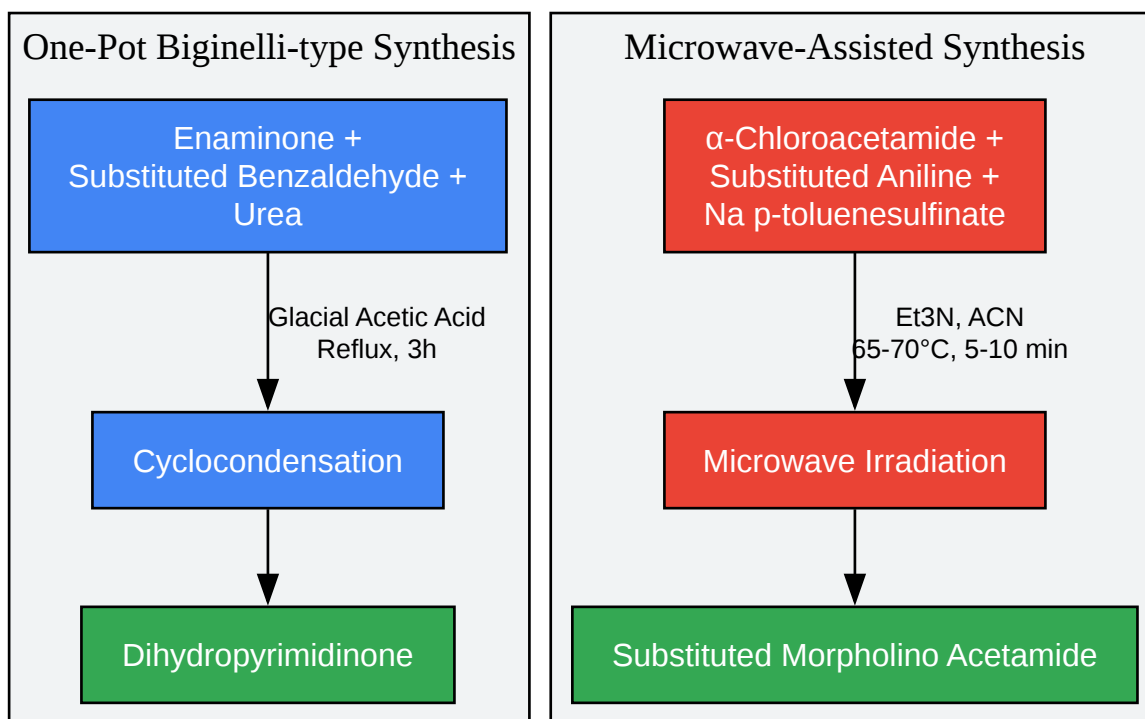 One-Pot Biginelli-type Synthesis
Enaminone +
Substituted Benzaldehyde +
Urea
Glacial Acetic Acid
Reflux, 3h
Cyclocondensation
Dihydropyrimidinone
Microwave-Assisted Synthesis
α-Chloroacetamide +
Substituted Aniline +
Na p-toluenesulfinate
Et3N, ACN
65-70°C, 5-10 min
Microwave Irradiation
Substituted Morpholino Acetamide